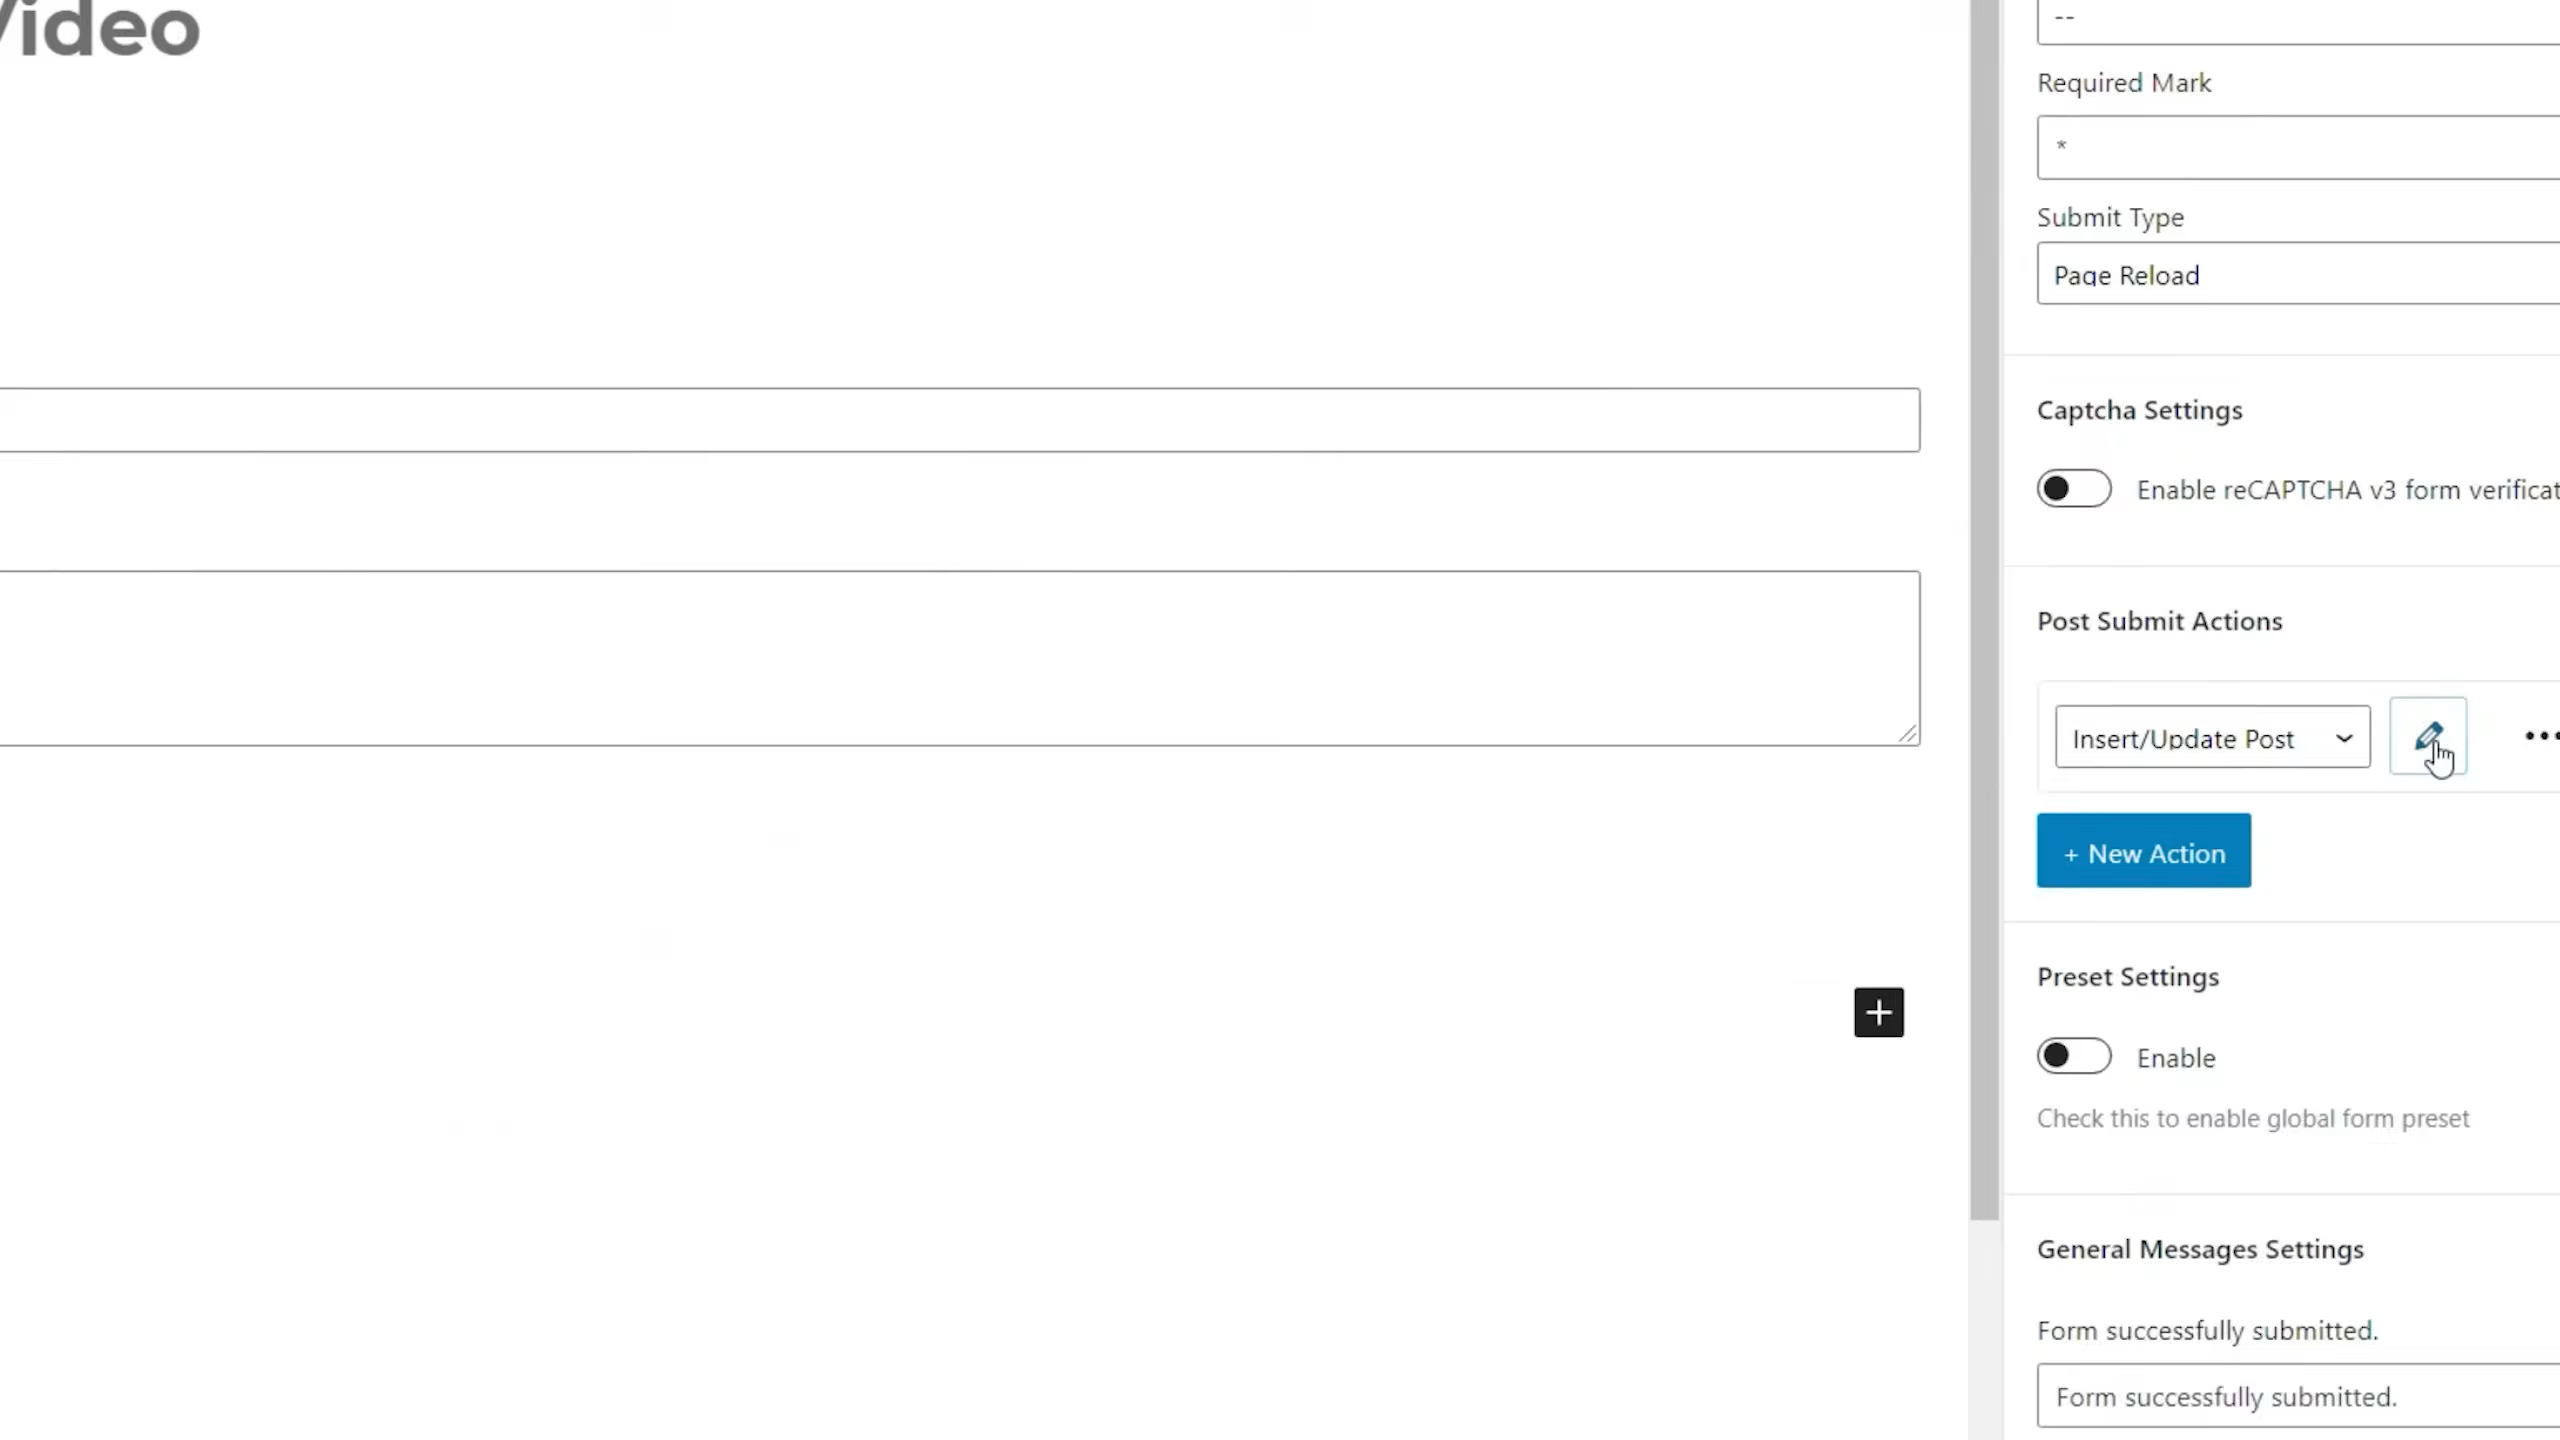 Video
--
Required Mark
*
Submit Type
Page Reload
Captcha Settings
Enable reCAPTCHA v3 form verificat
Post Submit Actions
Insert/Update Post
+ New Action
Preset Settings
Enable
Check this to enable global form preset
General Messages Settings
Form successfully submitted.
Form successfully submitted.